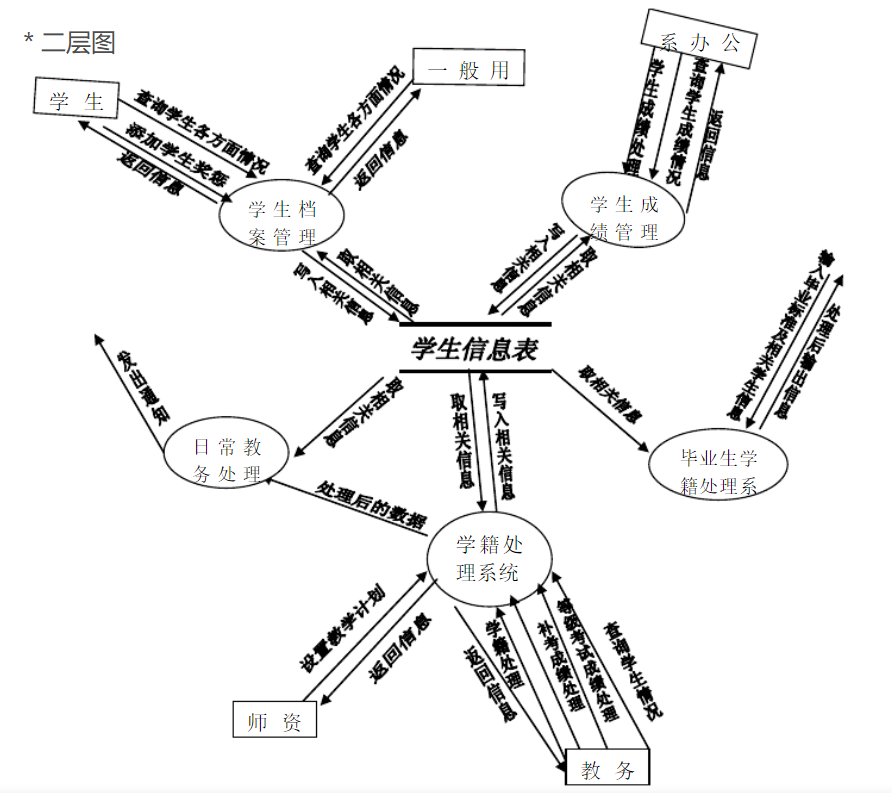 * 二层图
系 办 公
一 般 用
学 生
查询学生各方面情况
添加学生奖惩
返回信息
查询学生各方面情况
返回信息
学生成绩处理
查询学生成绩情况
返回信息
学 生 档
案 管 理
学 生 成
绩 管 理
写入相关信息
取相关信息
写入相关信息
取相关信息
输入毕业标准及相关学生信息
处理后输出信息
学生信息表
发出通知
取相关信息
取相关信息
写入相关信息
取相关信息
日 常 教
务 处 理
毕业生学
籍处理系
处理后的数据
学 籍 处
理系统
设置教学计划
返回信息
返回信息
学籍处理
补考成绩处理
等级考试成绩处理
查询学生情况
师 资
教 务